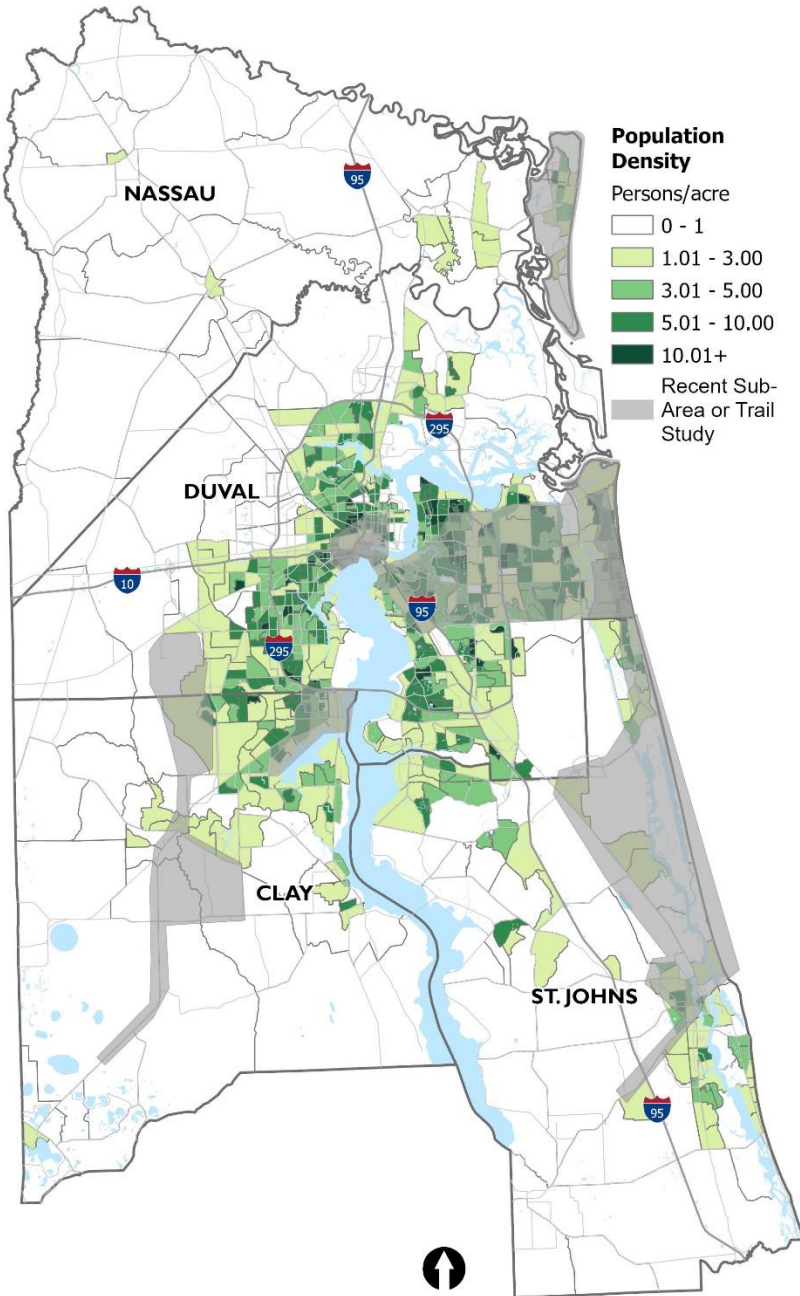 Population
Density
Persons/acre
0 - 1
1.01 - 3.00
3.01 - 5.00
5.01 - 10.00
10.01+
Recent Sub-
Area or Trail
Study
95
NASSAU
295
DUVAL
10
95
295
CLAY
ST. JOHNS
95